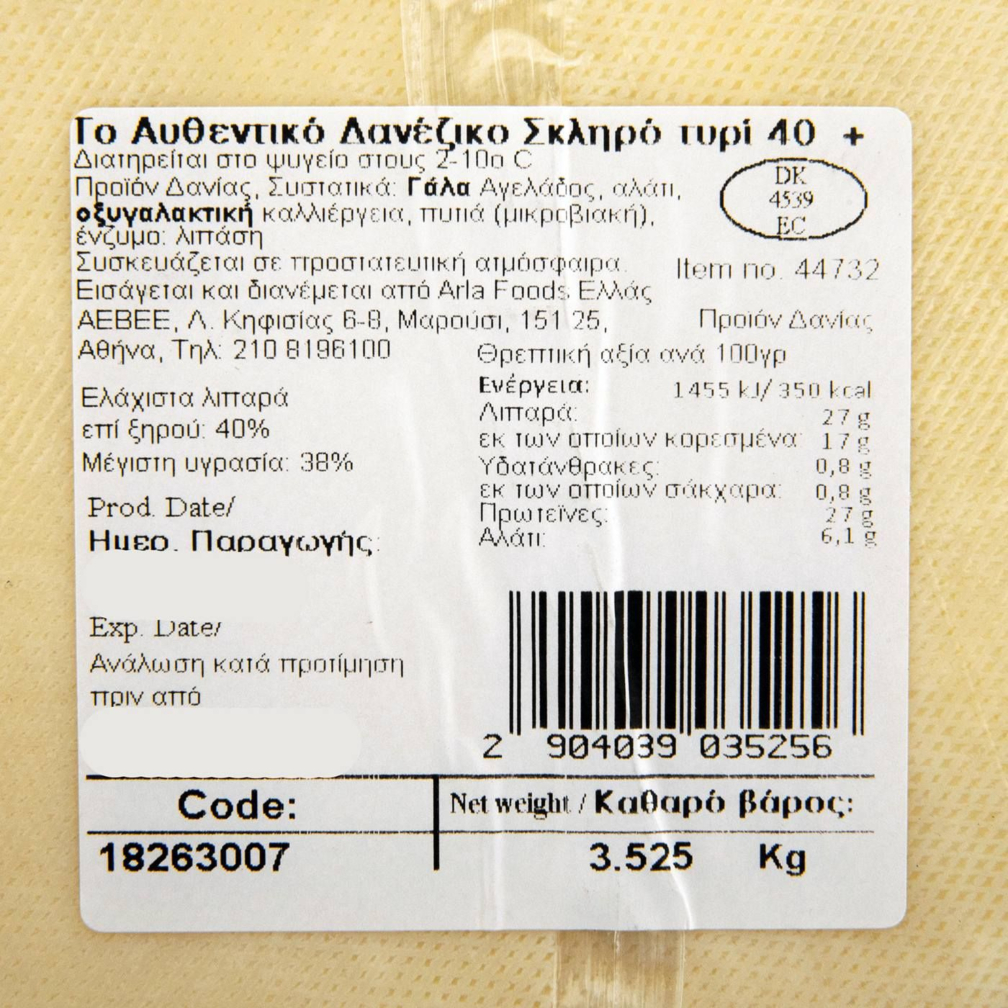 Το Αυθεντικό Δανέζικο Σκληρό τυρί 40 +
Διατηρείται στο ψυγείο στους 2-10o C
Προϊόν Δανίας, Συστατικά: Γάλα Αγελάδος, αλάτι,
οξυγαλακτική καλλιέργεια, πυτιά (μικροβιακή),
ένζυμο: λιπάση
DK
4539
EC
Συσκευάζεται σε προστατευτική ατμόσφαιρα.
Item no. 44732
Εισάγεται και διανέμεται από Arla Foods Ελλάς
ΑΕΒΕΕ, Λ. Κηφισίας 6-8, Μαρούσι, 151 25,
Προϊόν Δανίας
Αθήνα, Τηλ: 210 8196100
Ελάχιστα λιπαρά
επί ξηρού: 40%
Μέγιστη υγρασία: 38%
Θρεπτική αξία ανά 100γρ
Ενέργεια: 1455 kJ/ 350 kcal
Λιπαρά: 27 g
εκ των οποίων κορεσμένα: 17 g
Υδατάνθρακες: 0,8 g
εκ των οποίων σάκχαρα: 0,8 g
Πρωτεϊνες: 27 g
Αλάτι: 6,1 g
Prod. Date/
Ημερ. Παραγωγής:
Exp. Date/
Ανάλωση κατά προτίμηση
πριν από
2 904039 035256
Code:
18263007
Net weight / Καθαρό βάρος:
3.525 Kg